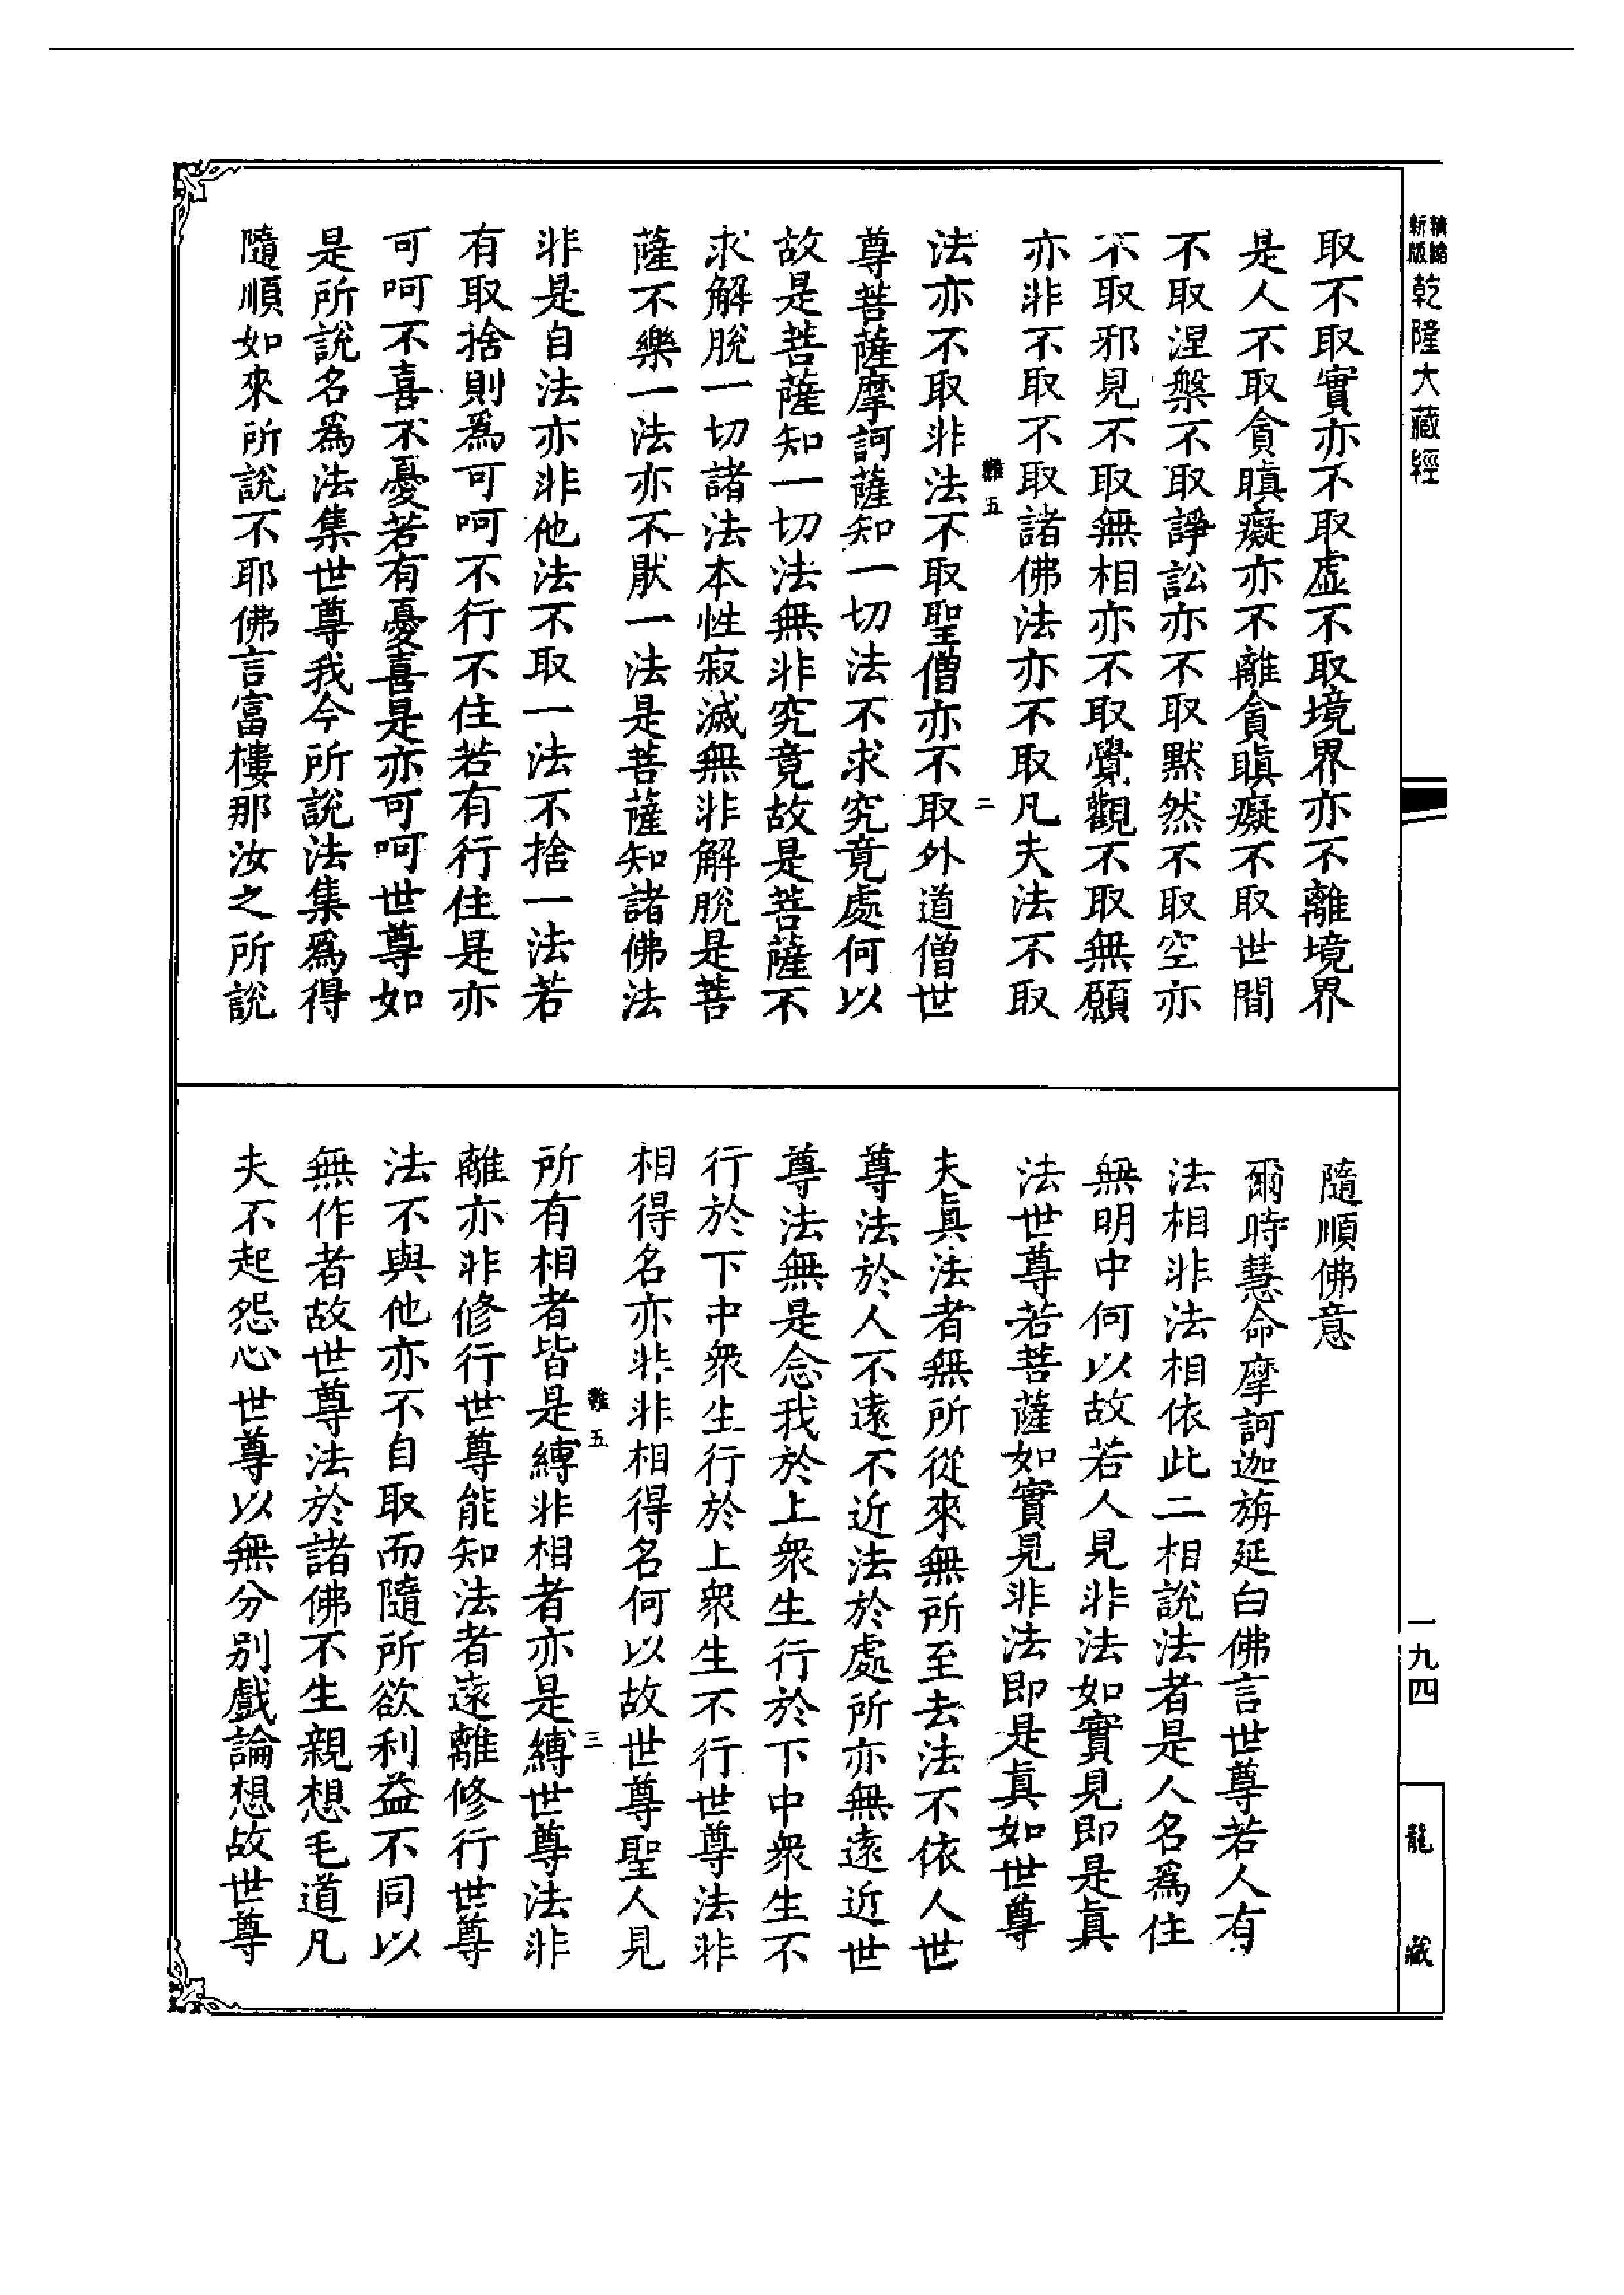 新版精縮乾隆大藏經
取不取實亦不取虛不取境界亦不離境界
是人不取貪瞋癡亦不離貪瞋癡不取世間
不取涅槃不取諍訟亦不取默然不取空亦
不取邪見不取無相亦不取覺觀不取無願
亦非不取不取諸佛法亦不取凡夫法不取
法亦不取非法不取聖僧亦不取外道僧世
尊菩薩摩訶薩知一切法不求究竟處何以
故是菩薩知一切法無非究竟故是菩薩不
求解脫一切諸法本性寂滅無非解脫是菩
薩不樂一法亦不厭一法是菩薩知諸佛法
非是自法亦非他法不取一法不捨一法若
有取捨則為可呵不行不住若有行住是亦
可呵不喜不憂若有憂喜是亦可呵世尊如
是所說名為法集世尊我今所說法集為得
隨順如來所說不耶佛言富樓那汝之所說
五
二
隨順佛意
爾時慧命摩訶迦旃延白佛言世尊若人有
法相非法相依此二相說法者是人名為住
無明中何以故若人見非法如實見即是真
法世尊若菩薩如實見非法即是真如世尊
夫真法者無所從來無所至去法不依人世
尊法於人不遠不近法於處所亦無遠近世
尊法無是念我於上眾生行於下中眾生不
行於下中眾生行於上眾生不行世尊法非
相得名亦非非相得名何以故世尊聖人見
所有相者皆是縛非相者亦是縛世尊法非
離亦非修行世尊能知法者遠離修行世尊
法不與他亦不自取而隨所欲利益不同以
無作者故世尊法於諸佛不生親想毛道凡
夫不起怨心世尊以無分別戲論想故世尊
五
三
一九四
龍藏